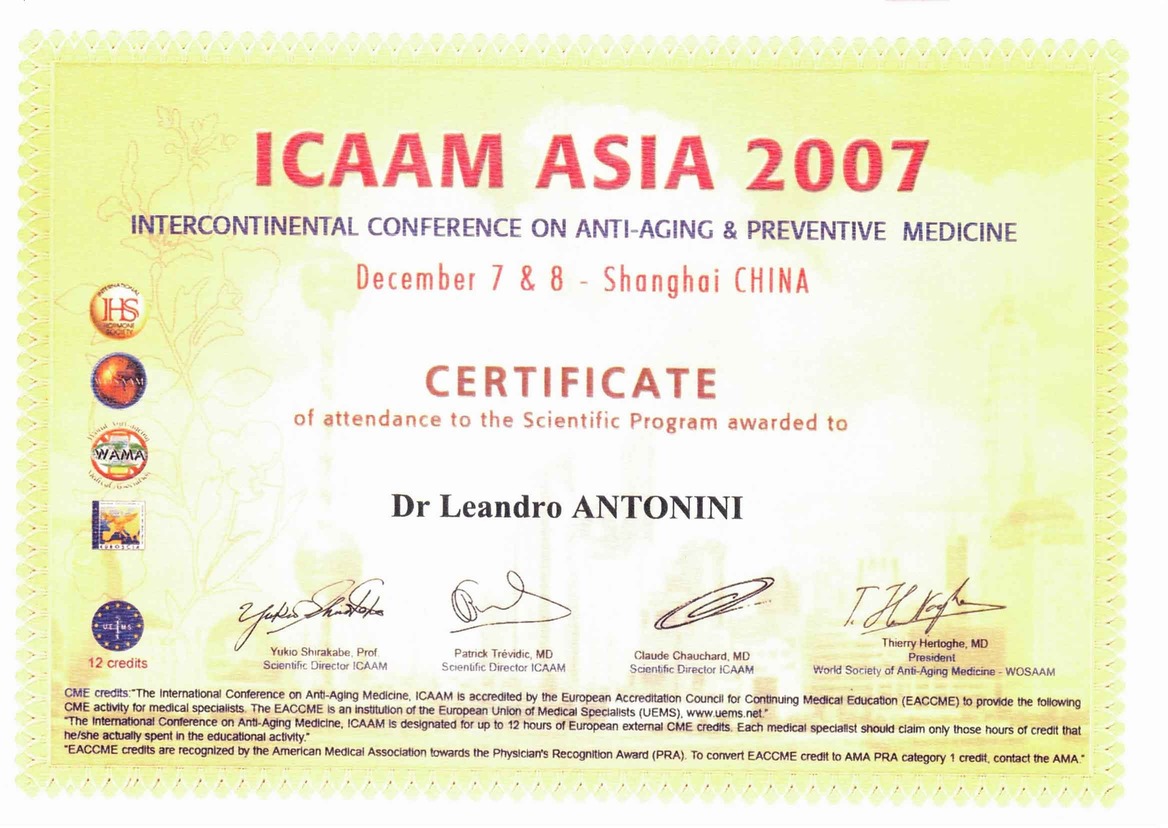 ICAAM ASIA 2007
INTERCONTINENTAL CONFERENCE ON ANTI-AGING & PREVENTIVE MEDICINE
December 7 & 8 - Shanghai CHINA
INTERNATIONAL
IHS
HORMONE
SOCIETY
WOSAAM
WAMA
CERTIFICATE
of attendance to the Scientific Program awarded to
Dr Leandro ANTONINI
UEMS
12 credits
Yukio Shirakabe, Prof.
Scientific Director ICAAM
Patrick Trévidic, MD
Scientific Director ICAAM
Claude Chauchard, MD
Scientific Director ICAAM
Thierry Hertoghe, MD
President
World Society of Anti-Aging Medicine - WOSAAM
CME credits:"The International Conference on Anti-Aging Medicine, ICAAM is accredited by the European Accreditation Council for Continuing Medical Education (EACCME) to provide the following
CME activity for medical specialists. The EACCME is an institution of the European Union of Medical Specialists (UEMS), www.uems.net."
"The International Conference on Anti-Aging Medicine, ICAAM is designated for up to 12 hours of European external CME credits. Each medical specialist should claim only those hours of credit that
he/she actually spent in the educational activity."
"EACCME credits are recognized by the American Medical Association towards the Physician's Recognition Award (PRA). To convert EACCME credit to AMA PRA category 1 credit, contact the AMA."